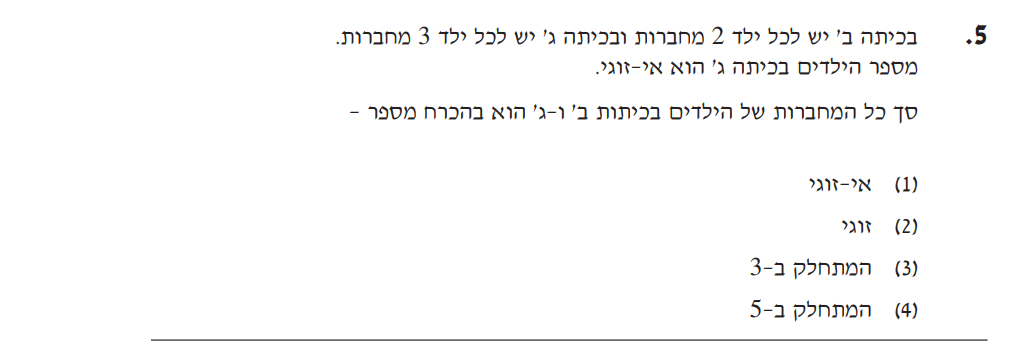 5. בכיתה ב' יש לכל ילד 2 מחברות ובכיתה ג' יש לכל ילד 3 מחברות.
מספר הילדים בכיתה ג' הוא אי-זוגי.
סך כל המחברות של הילדים בכיתות ב' ו-ג' הוא בהכרח מספר -
(1) אי-זוגי
(2) זוגי
(3) המתחלק ב-3
(4) המתחלק ב-5